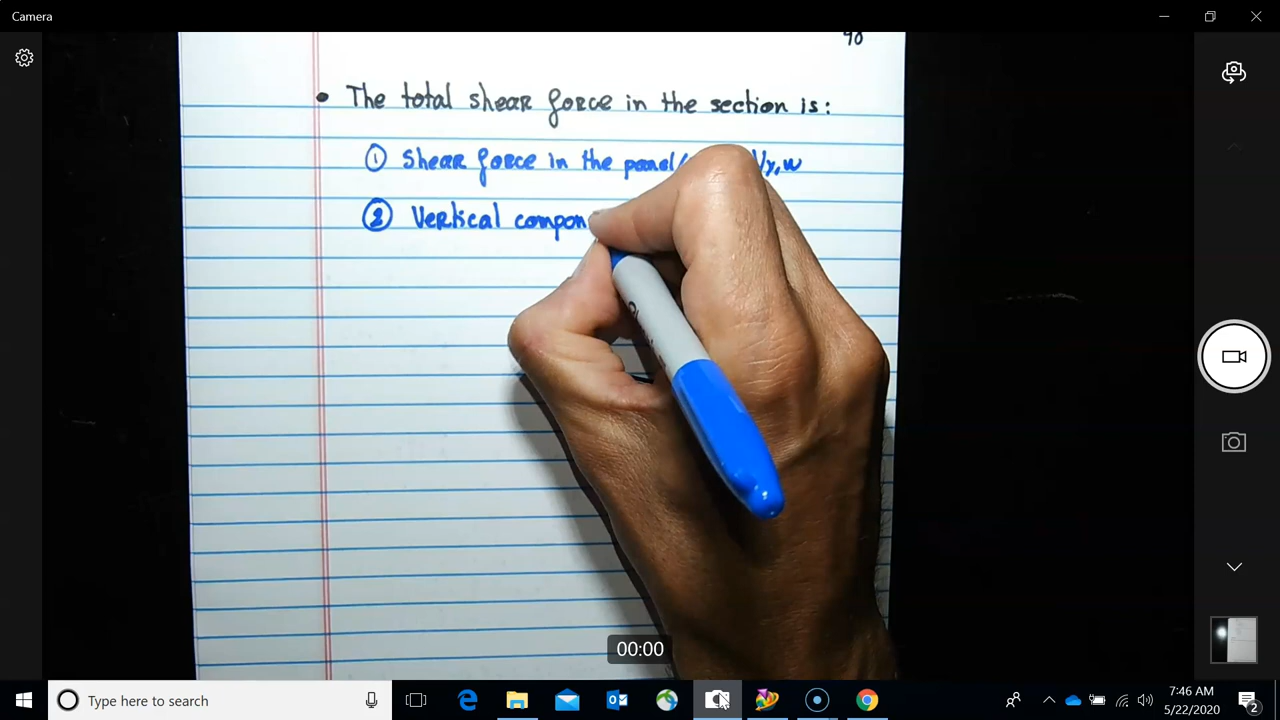 Camera
• The total shear force in the section is:
① Shear force in the panel/
y,w
② Vertical compon
00:00
Type here to search
7:46 AM
5/22/2020
2